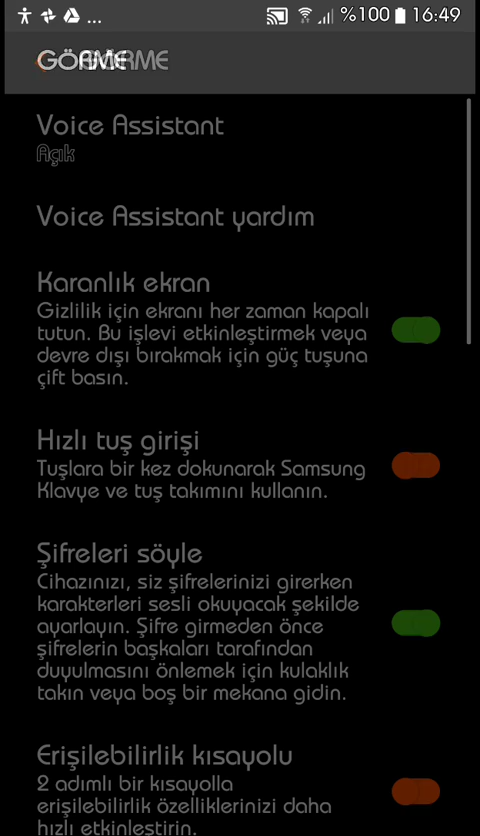 ... %100 16:49
GÖRME
Voice Assistant
Açık
Voice Assistant yardım
Karanlık ekran
Gizlilik için ekranı her zaman kapalı
tutun. Bu işlevi etkinleştirmek veya
devre dışı bırakmak için güç tuşuna
çift basın.
Hızlı tuş girişi
Tuşlara bir kez dokunarak Samsung
Klavye ve tuş takımını kullanın.
Şifreleri söyle
Cihazınızı, siz şifrelerinizi girerken
karakterleri sesli okuyacak şekilde
ayarlayın. Şifre girmeden önce
şifrelerin başkaları tarafından
duyulmasını önlemek için kulaklık
takın veya boş bir mekana gidin.
Erişilebilirlik kısayolu
2 adımlı bir kısayolla
erişilebilirlik özelliklerinizi daha
hızlı etkinleştirin.